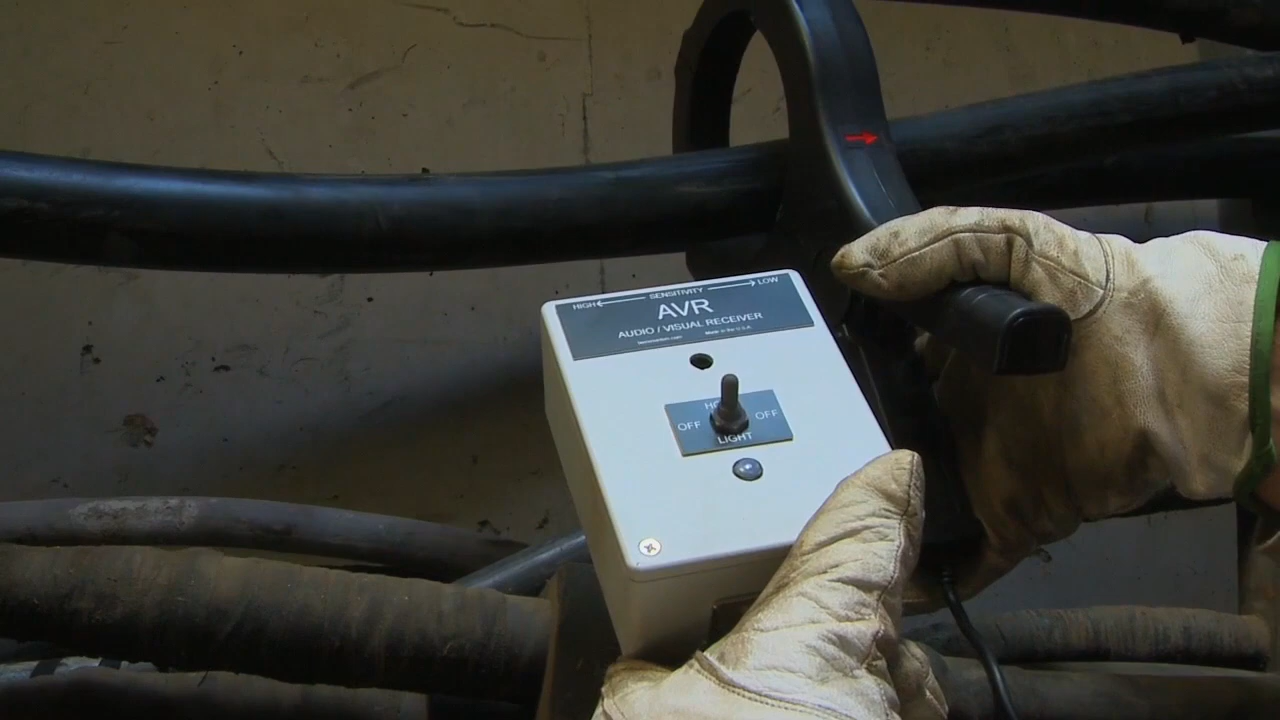 HIGH SENSITIVITY LOW
AVR
AUDIO / VISUAL RECEIVER
Made in the U.S.A.
OFF OFF
LIGHT